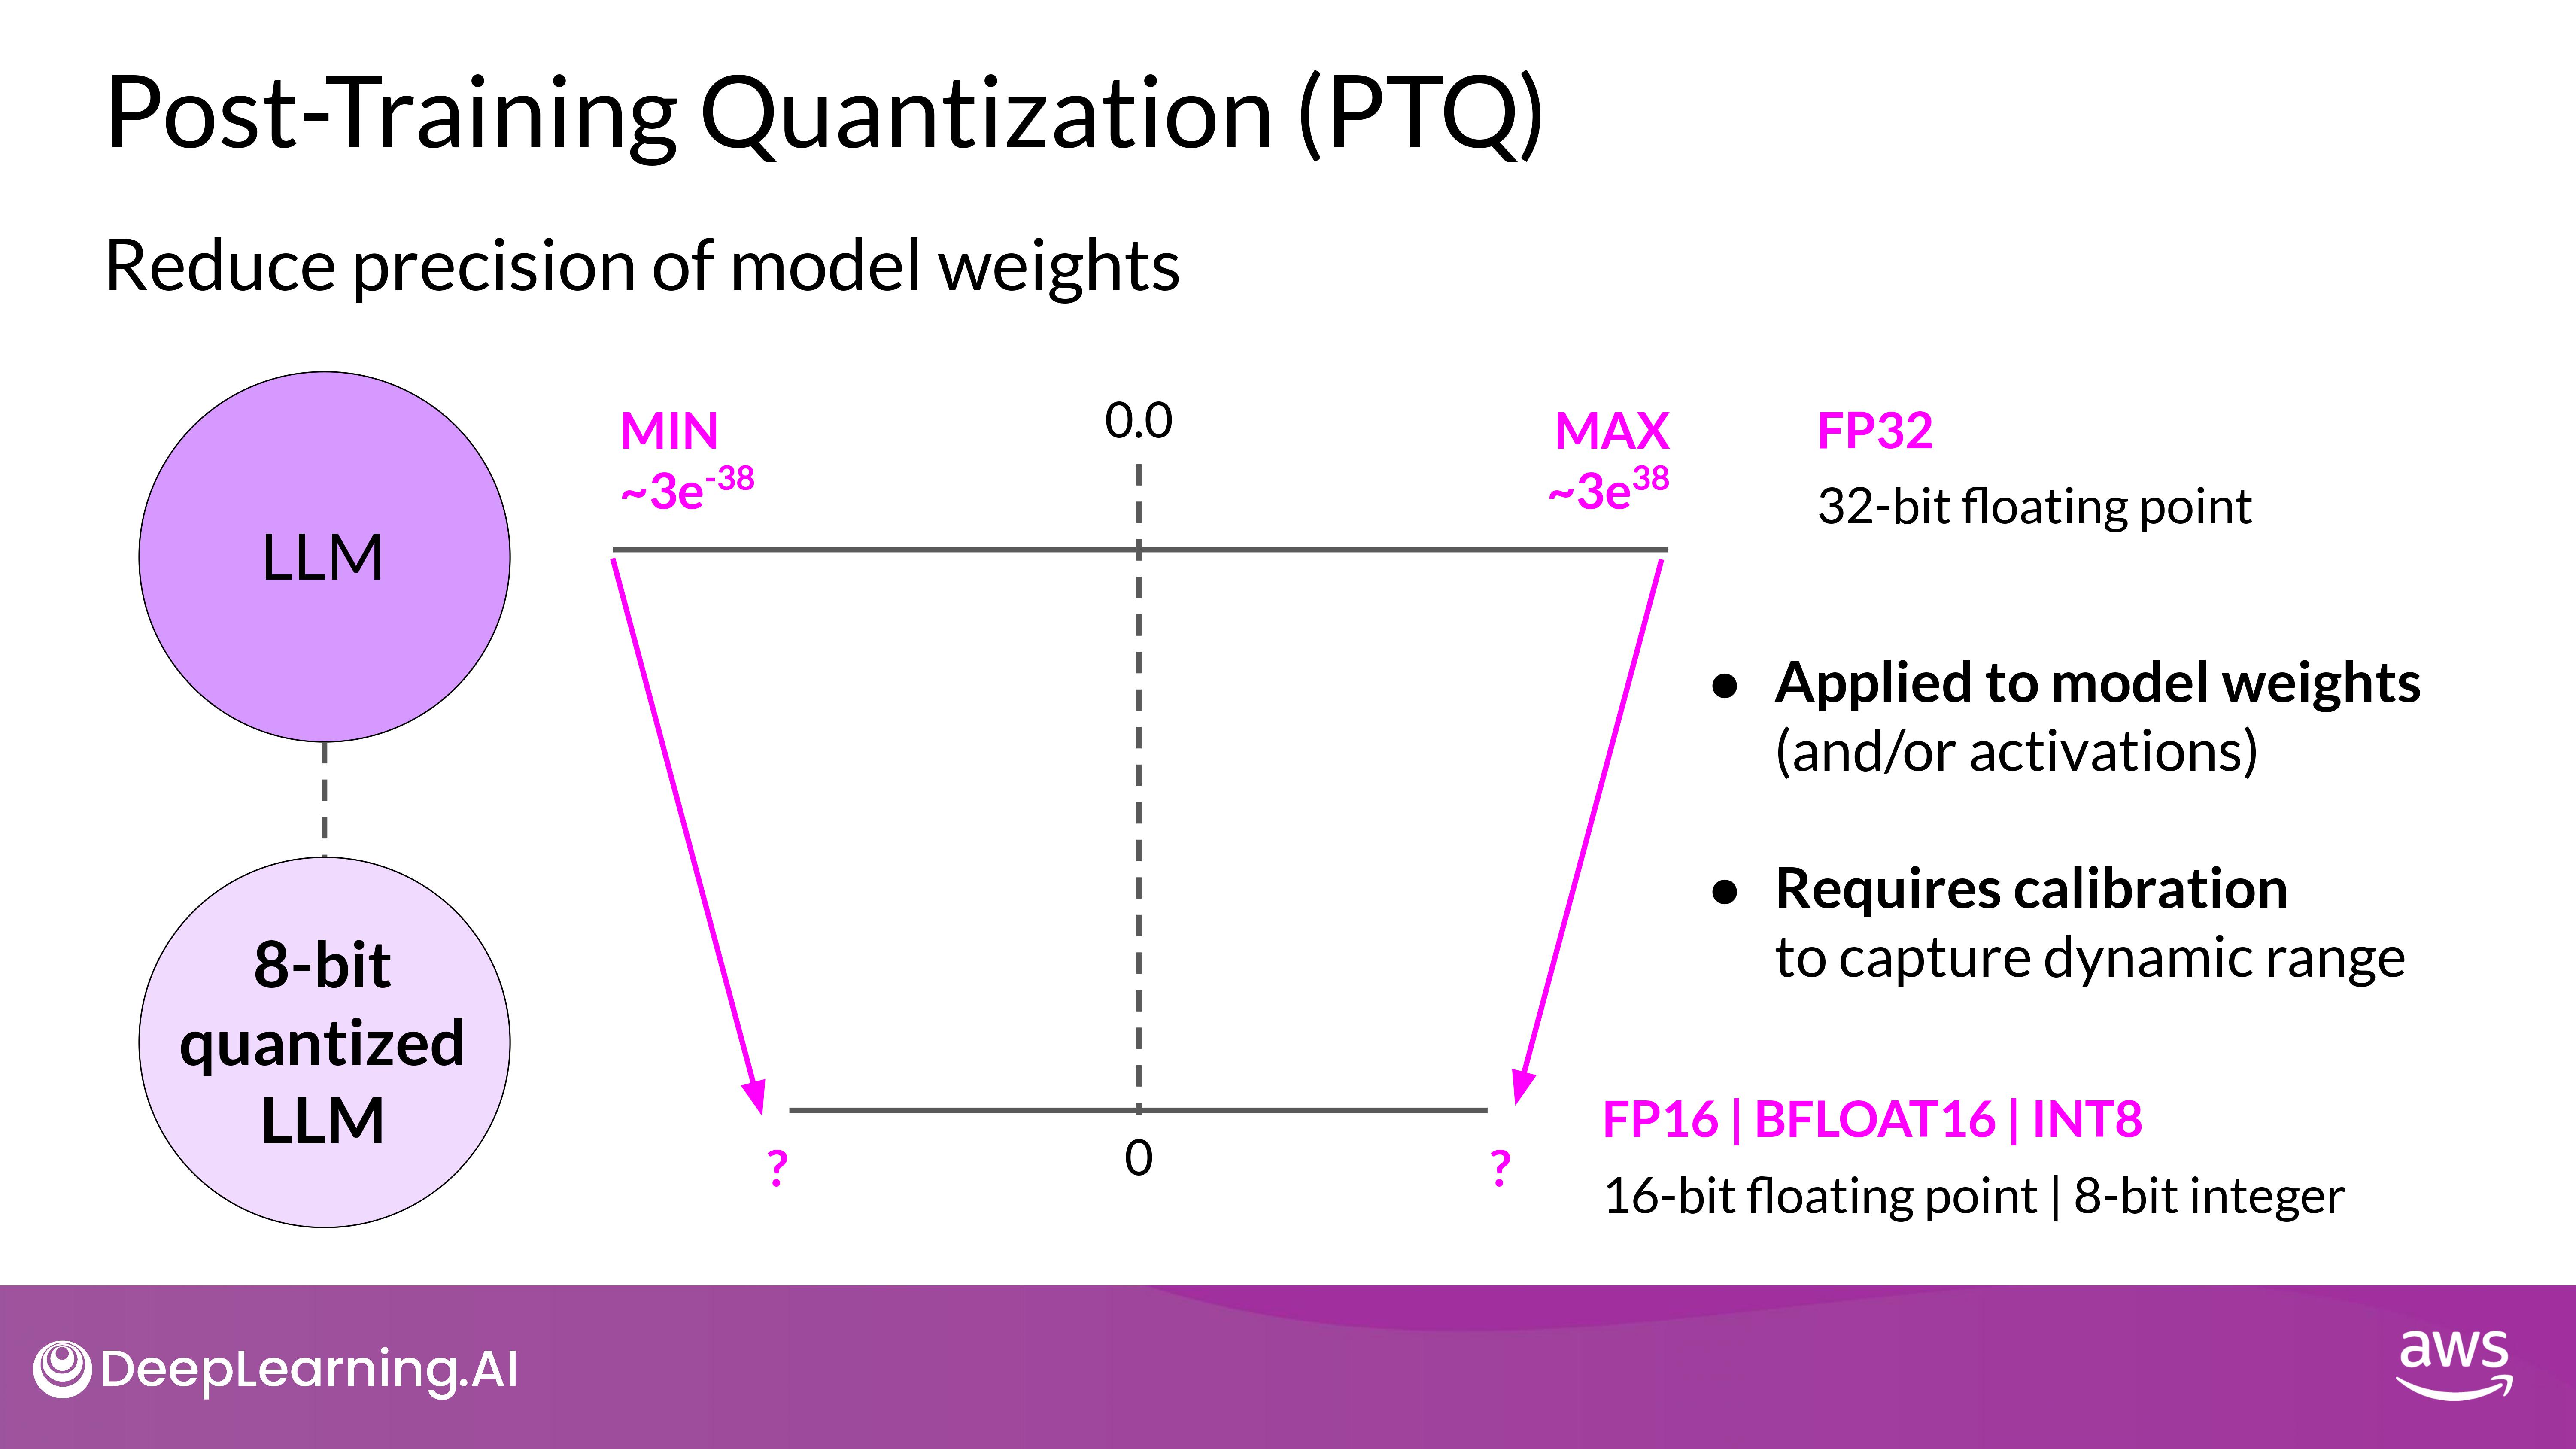 Post-Training Quantization (PTQ)
Reduce precision of model weights
LLM
MIN
~3e⁻³⁸
0.0
MAX
~3e³⁸
FP32
32-bit floating point
● Applied to model weights
(and/or activations)
● Requires calibration
to capture dynamic range
8-bit
quantized
LLM
?
0
?
FP16 | BFLOAT16 | INT8
16-bit floating point | 8-bit integer
DeepLearning.AI
aws